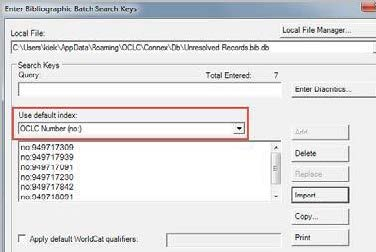 Enter Bibliographic Batch Search Keys
Local File:
Local File Manager...
C:\Users\kiek\AppData\Roaming\OCLC\Connex\Db\Unresolved Records.bib.db
Search Keys
Query:
Total Entered: 7
Enter Diacritics...
Use default index:
OCLC Number (no:)
Add
no:949717309
no:949717939
no:949717091
no:949717230
no:949717842
no:949718091
Delete
Replace
Import...
Copy...
Apply default WorldCat qualifiers:
Print